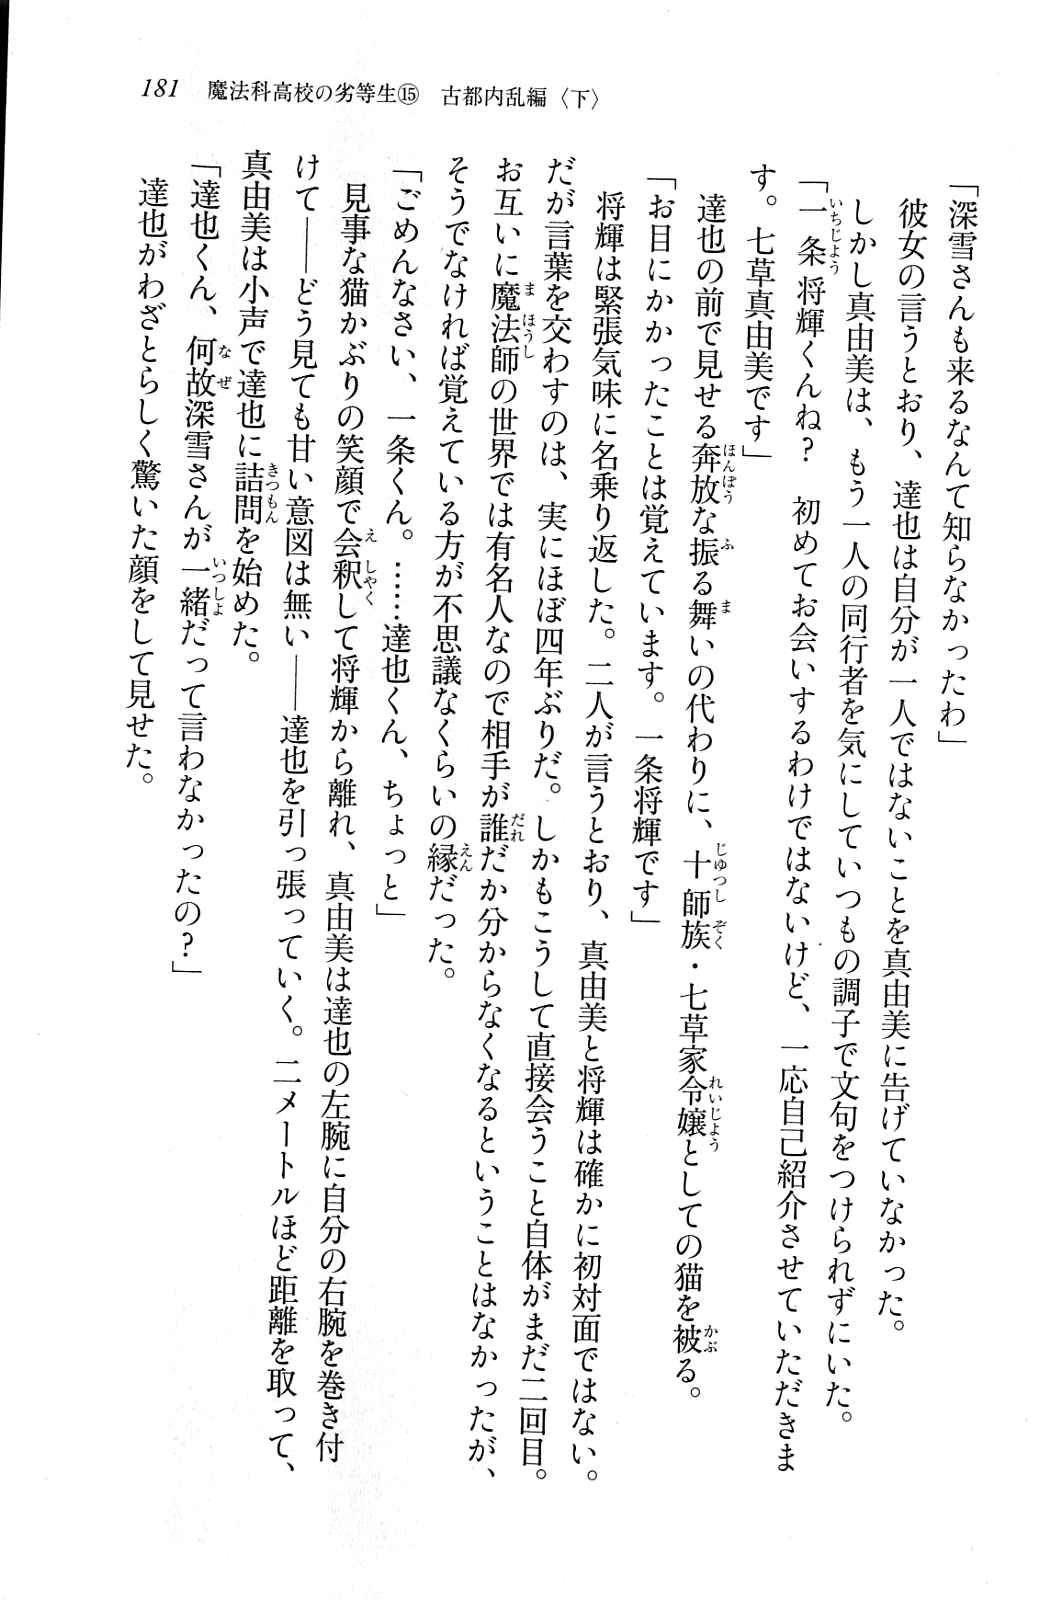 181　魔法科高校の劣等生⑮　古都内乱編〈下〉
「深雪さんも来るなんて知らなかったわ」
彼女の言うとおり、達也は自分が一人ではないことを真由美に告げていなかった。
しかし真由美は、もう一人の同行者を気にしていつもの調子で文句をつけられずにいた。
「一条将輝くんね？　初めてお会いするわけではないけど、一応自己紹介させていただきま
す。七草真由美です」
達也の前で見せる奔放な振る舞いの代わりに、十師族・七草家令嬢としての猫を被る。
「お目にかかったことは覚えています。一条将輝です」
将輝は緊張気味に名乗り返した。二人が言うとおり、真由美と将輝は確かに初対面ではない。
だが言葉を交わすのは、実にほぼ四年ぶりだ。しかもこうして直接会うこと自体がまだ二回目。
お互いに魔法師の世界では有名人なので相手が誰だか分からなくなるということはなかったが、
そうでなければ覚えている方が不思議なくらいの縁だった。
「ごめんなさい、一条くん。……達也くん、ちょっと」
見事な猫かぶりの笑顔で会釈して将輝から離れ、真由美は達也の左腕に自分の右腕を巻き付
けて――どう見ても甘い意図は無い――達也を引っ張っていく。二メートルほど距離を取って、
真由美は小声で達也に詰問を始めた。
「達也くん、何故深雪さんが一緒だって言わなかったの？」
達也がわざとらしく驚いた顔をして見せた。